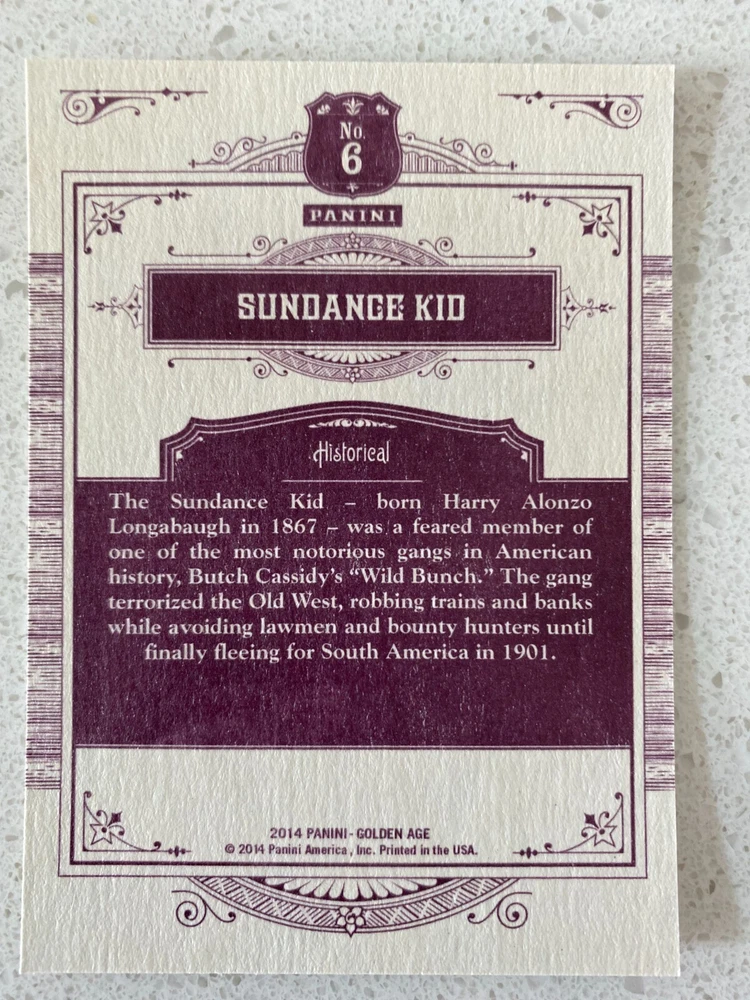 No.
6
PANINI
SUNDANCE KID
Historical
The Sundance Kid – born Harry Alonzo
Longabaugh in 1867 – was a feared member of
one of the most notorious gangs in American
history, Butch Cassidy's “Wild Bunch.” The gang
terrorized the Old West, robbing trains and banks
while avoiding lawmen and bounty hunters until
finally fleeing for South America in 1901.
2014 PANINI - GOLDEN AGE
© 2014 Panini America , Inc. Printed in the USA.